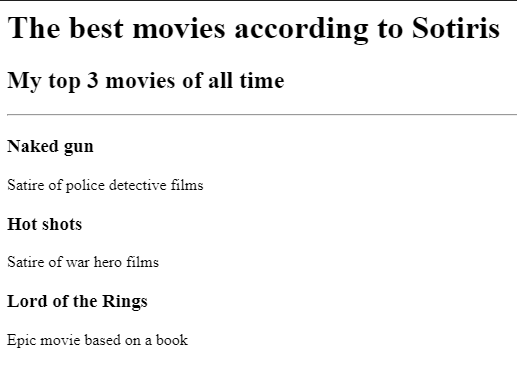 The best movies according to Sotiris
My top 3 movies of all time
Naked gun
Satire of police detective films
Hot shots
Satire of war hero films
Lord of the Rings
Epic movie based on a book